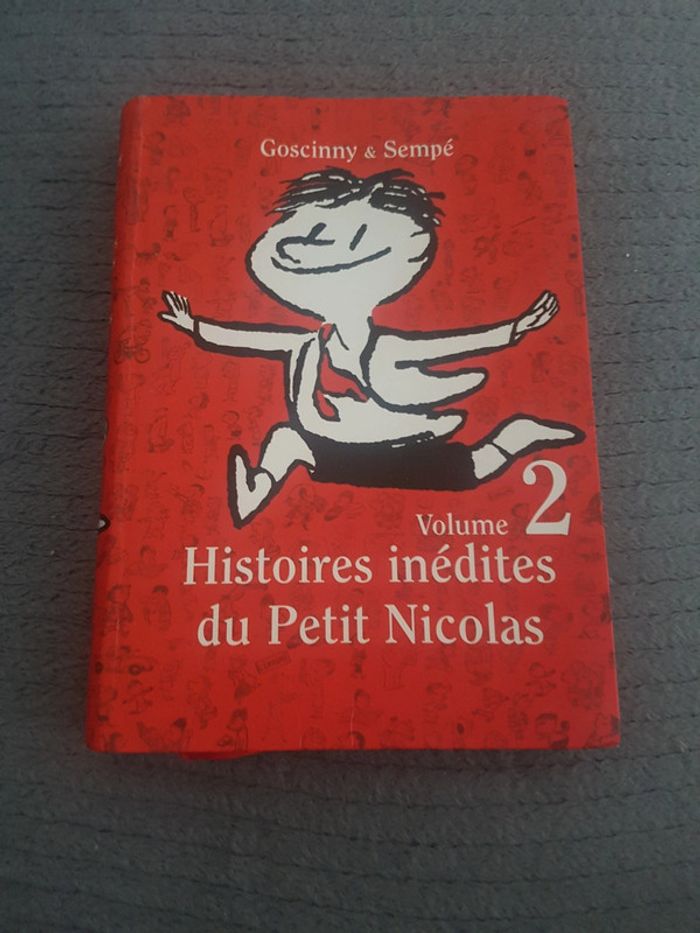 Goscinny & Sempé
Volume 2
Histoires inédites
du Petit Nicolas